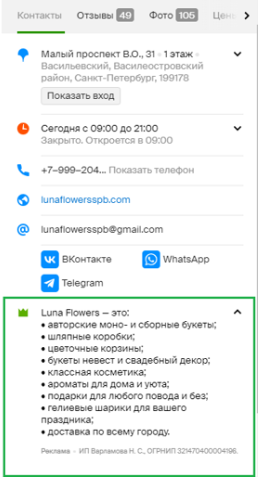 Контакты Отзывы 49 Фото 105 Цены
Малый проспект В.О., 31 · 1 этаж ·
Васильевский, Василеостровский
район, Санкт-Петербург, 199178
Показать вход
Сегодня с 09:00 до 21:00
Закрыто. Откроется в 09:00
+7‒999‒204... Показать телефон
lunaflowersspb.com
lunaflowersspb@gmail.com
ВКонтакте WhatsApp
Telegram
Luna Flowers — это:
• авторские моно- и сборные букеты;
• шляпные коробки;
• цветочные корзины;
• букеты невест и свадебный декор;
• классная косметика;
• ароматы для дома и уюта;
• подарки для любого повода и без;
• гелиевые шарики для вашего
праздника;
• доставка по всему городу.
Реклама · ИП Варламова Н. С., ОГРНИП 321470400004196.